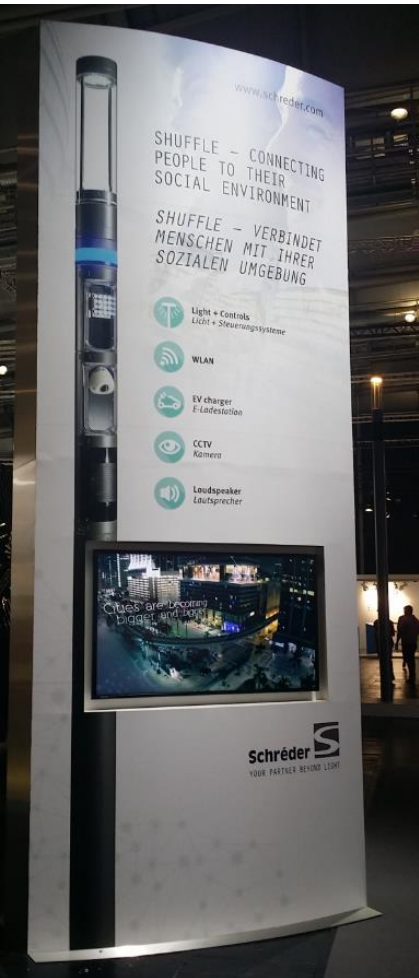 www.schreder.com
SHUFFLE – CONNECTING
PEOPLE TO THEIR
SOCIAL ENVIRONMENT
SHUFFLE – VERBINDET
MENSCHEN MIT IHRER
SOZIALEN UMGEBUNG
Light + Controls
Licht + Steuerungssysteme
WLAN
EV charger
E-Ladestation
CCTV
Kamera
Loudspeaker
Lautsprecher
Cities are becoming
bigger and bigger
Schréder
YOUR PARTNER BEYOND LIGHT